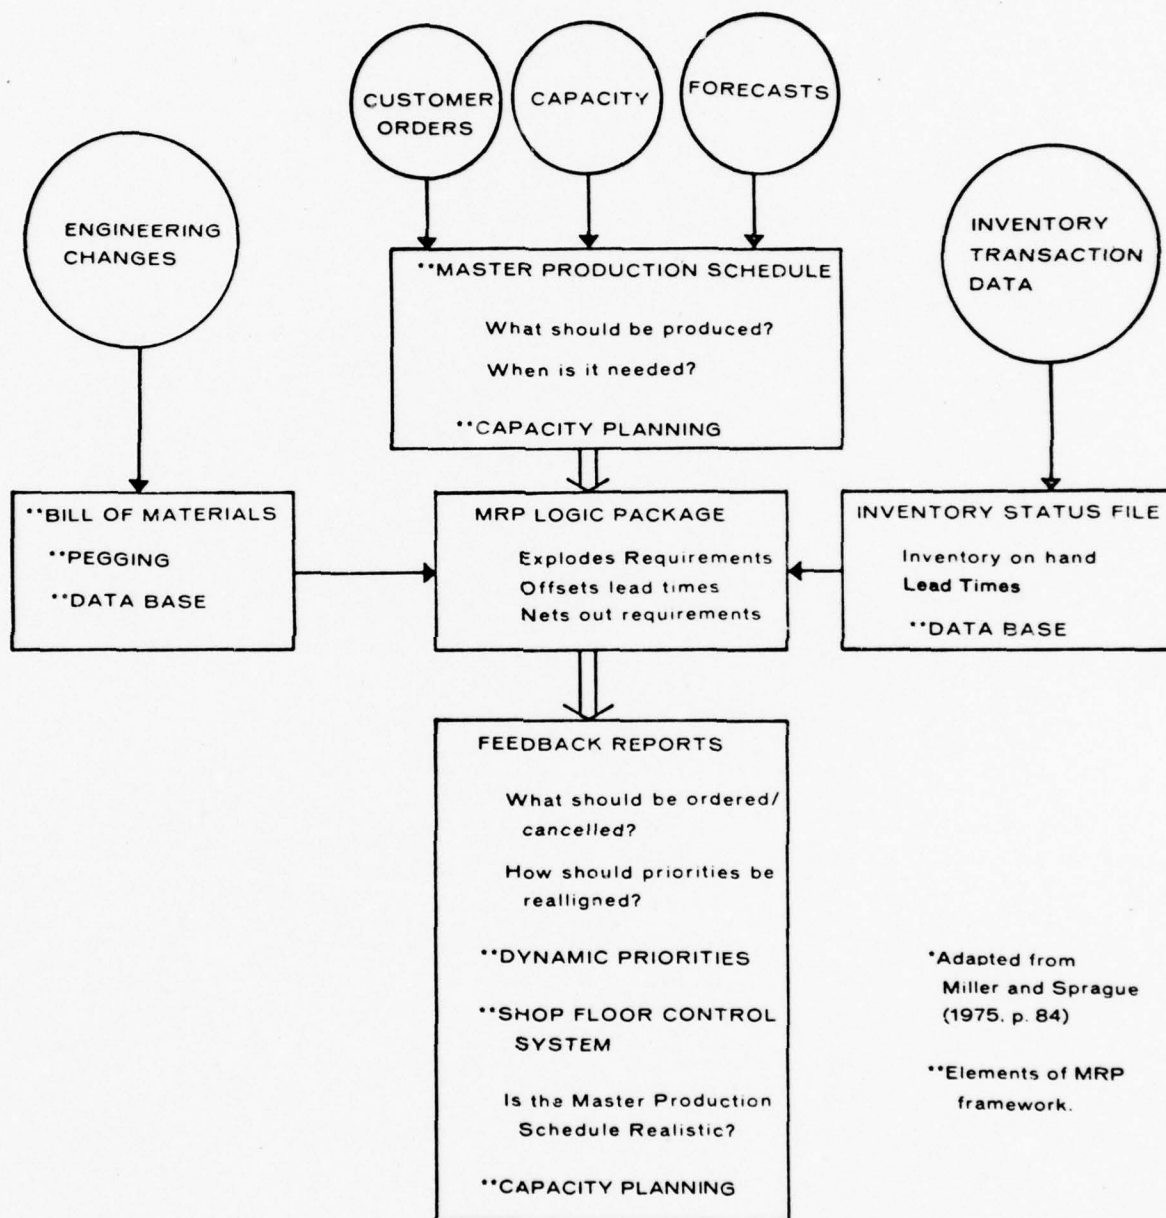 CUSTOMER
ORDERS
CAPACITY
FORECASTS
ENGINEERING
CHANGES
INVENTORY
TRANSACTION
DATA
**MASTER PRODUCTION SCHEDULE
What should be produced?
When is it needed?
**CAPACITY PLANNING
**BILL OF MATERIALS
**PEGGING
**DATA BASE
MRP LOGIC PACKAGE
Explodes Requirements
Offsets lead times
Nets out requirements
INVENTORY STATUS FILE
Inventory on hand
Lead Times
**DATA BASE
FEEDBACK REPORTS
What should be ordered/
cancelled?
How should priorities be
realligned?
**DYNAMIC PRIORITIES
**SHOP FLOOR CONTROL
SYSTEM
Is the Master Production
Schedule Realistic?
**CAPACITY PLANNING
*Adapted from
Miller and Sprague
(1975, p. 84)
**Elements of MRP
framework.